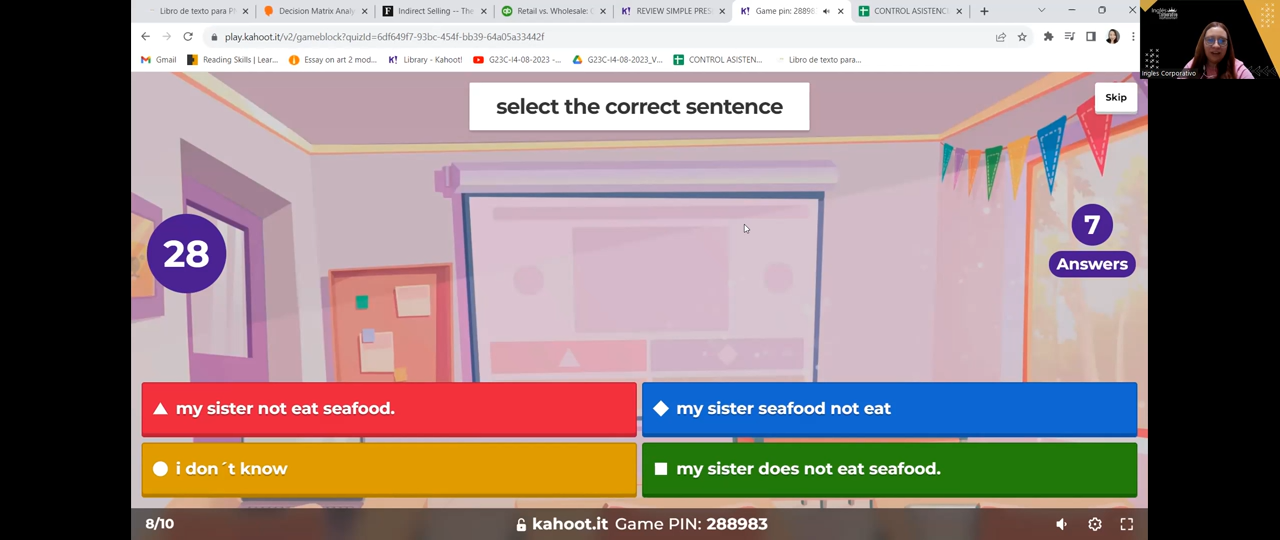 Libro de texto para Pr
Decision Matrix Analy
Indirect Selling -- The
Retail vs. Wholesale: C
REVIEW SIMPLE PRES
Game pin: 28898
CONTROL ASISTENC
play.kahoot.it/v2/gameblock?quizId=6df649f7-93bc-454f-bb39-64a05a33442f
Gmail
Reading Skills | Lear...
Essay on art 2 mod...
Library - Kahoot!
G23C-I4-08-2023 -...
G23C-I4-08-2023_V...
CONTROL ASISTEN...
Libro de texto para...
Inglés
Corporativo
Ingles Corporativo
select the correct sentence
Skip
28
7
Answers
my sister not eat seafood.
my sister seafood not eat
i don´t know
my sister does not eat seafood.
8/10
kahoot.it Game PIN: 288983